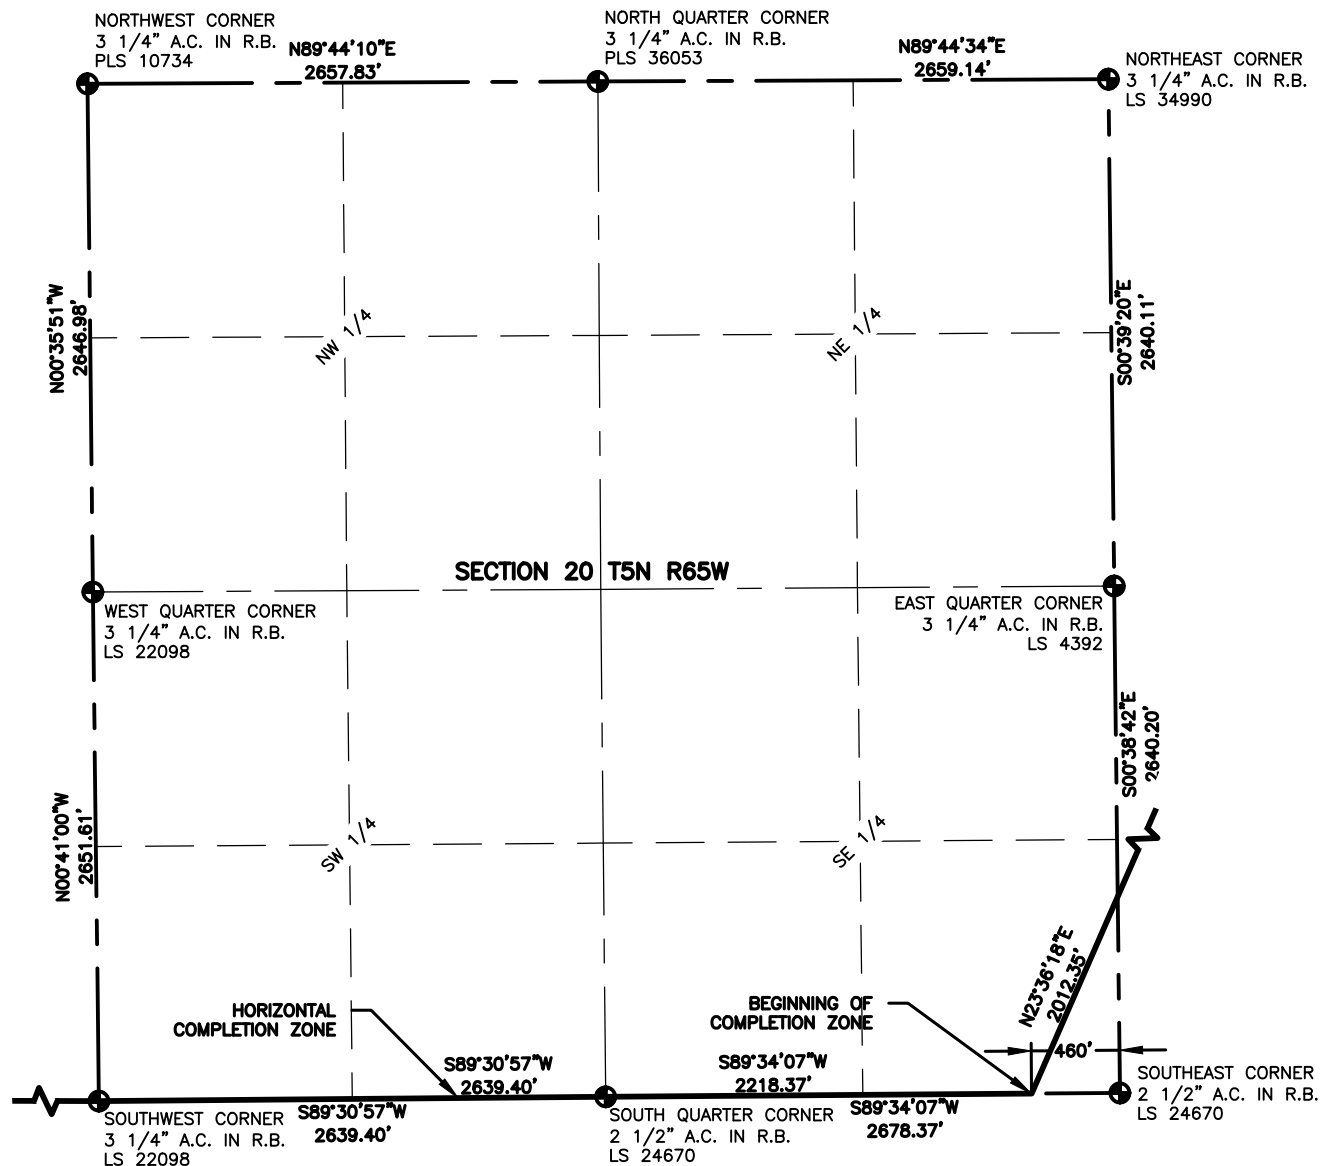 NORTHWEST CORNER
3 1/4" A.C. IN R.B.
PLS 10734
N89°44'10"E
2657.83'
NORTH QUARTER CORNER
3 1/4" A.C. IN R.B.
PLS 36053
N89°44'34"E
2659.14'
NORTHEAST CORNER
3 1/4" A.C. IN R.B.
LS 34990
N00°35'51"W
2646.98'
NW 1/4
NE 1/4
S00°39'20"E
2640.11'
SECTION 20 T5N R65W
WEST QUARTER CORNER
3 1/4" A.C. IN R.B.
LS 22098
EAST QUARTER CORNER
3 1/4" A.C. IN R.B.
LS 4392
N00°41'00"W
2651.61'
SW 1/4
SE 1/4
S00°38'42"E
2640.20'
HORIZONTAL
COMPLETION ZONE
BEGINNING OF
COMPLETION ZONE
N23°36'18"E
2012.35'
460'
S89°30'57"W
2639.40'
S89°34'07"W
2218.37'
SOUTHWEST CORNER
3 1/4" A.C. IN R.B.
LS 22098
S89°30'57"W
2639.40'
SOUTH QUARTER CORNER
2 1/2" A.C. IN R.B.
LS 24670
S89°34'07"W
2678.37'
SOUTHEAST CORNER
2 1/2" A.C. IN R.B.
LS 24670